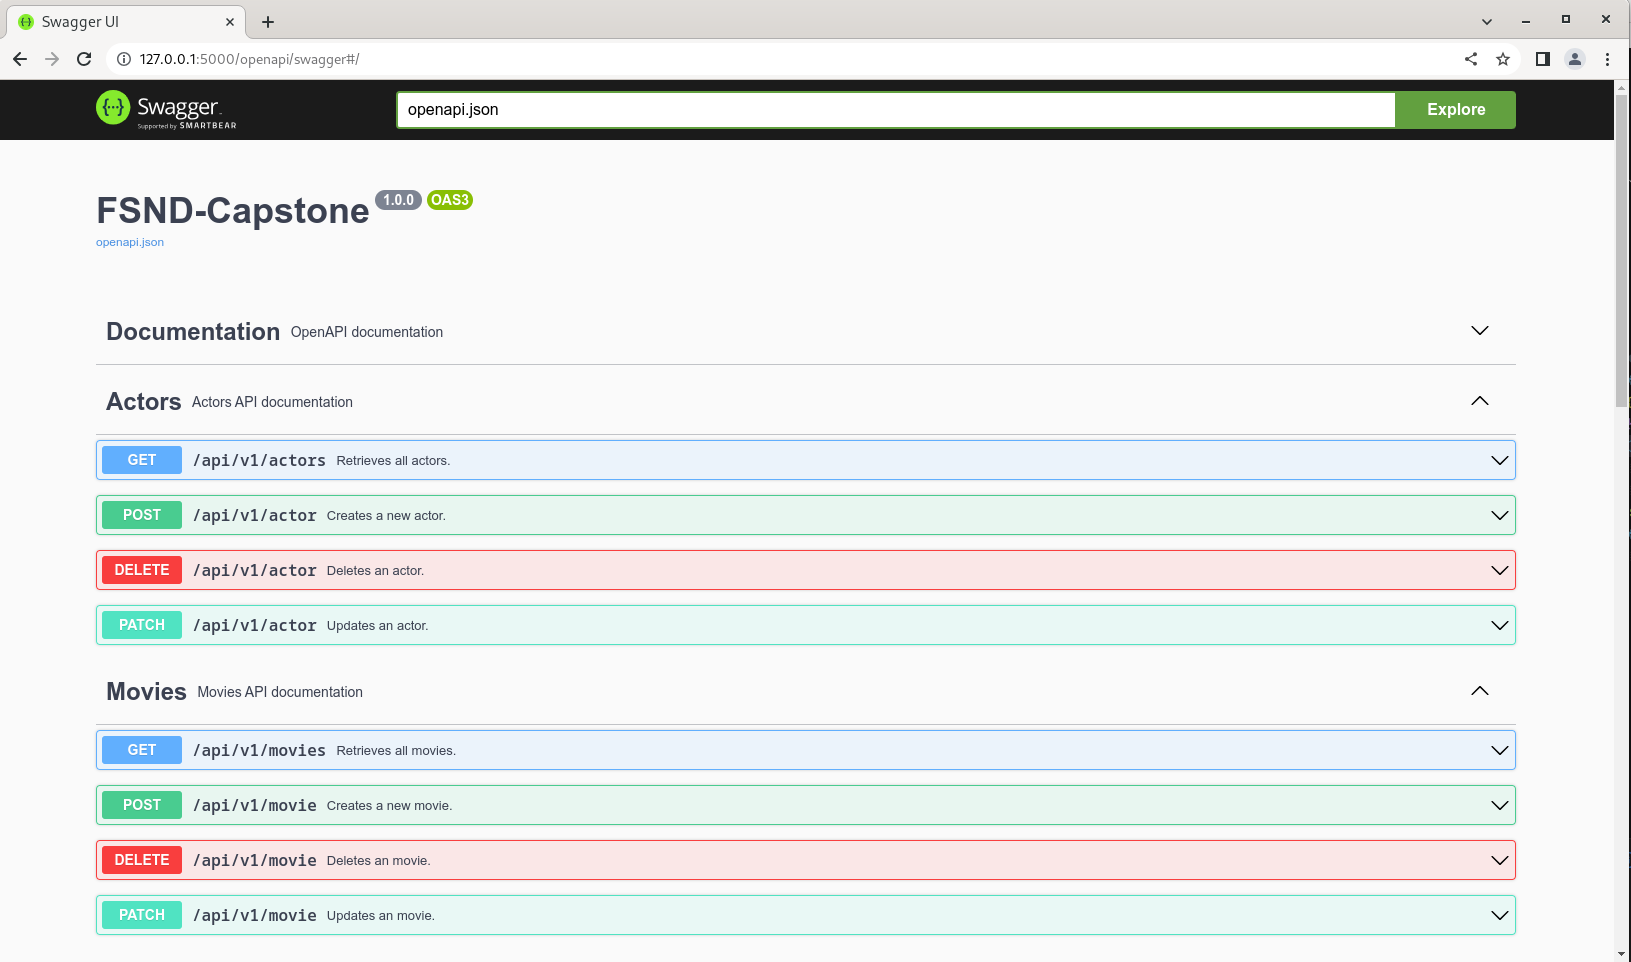 Swagger UI
127.0.0.1:5000/openapi/swagger#/
Swagger
Supported by SMARTBEAR
openapi.json
Explore
FSND-Capstone 1.0.0 OAS3
openapi.json
Documentation OpenAPI documentation
Actors Actors API documentation
GET /api/v1/actors Retrieves all actors.
POST /api/v1/actor Creates a new actor.
DELETE /api/v1/actor Deletes an actor.
PATCH /api/v1/actor Updates an actor.
Movies Movies API documentation
GET /api/v1/movies Retrieves all movies.
POST /api/v1/movie Creates a new movie.
DELETE /api/v1/movie Deletes an movie.
PATCH /api/v1/movie Updates an movie.